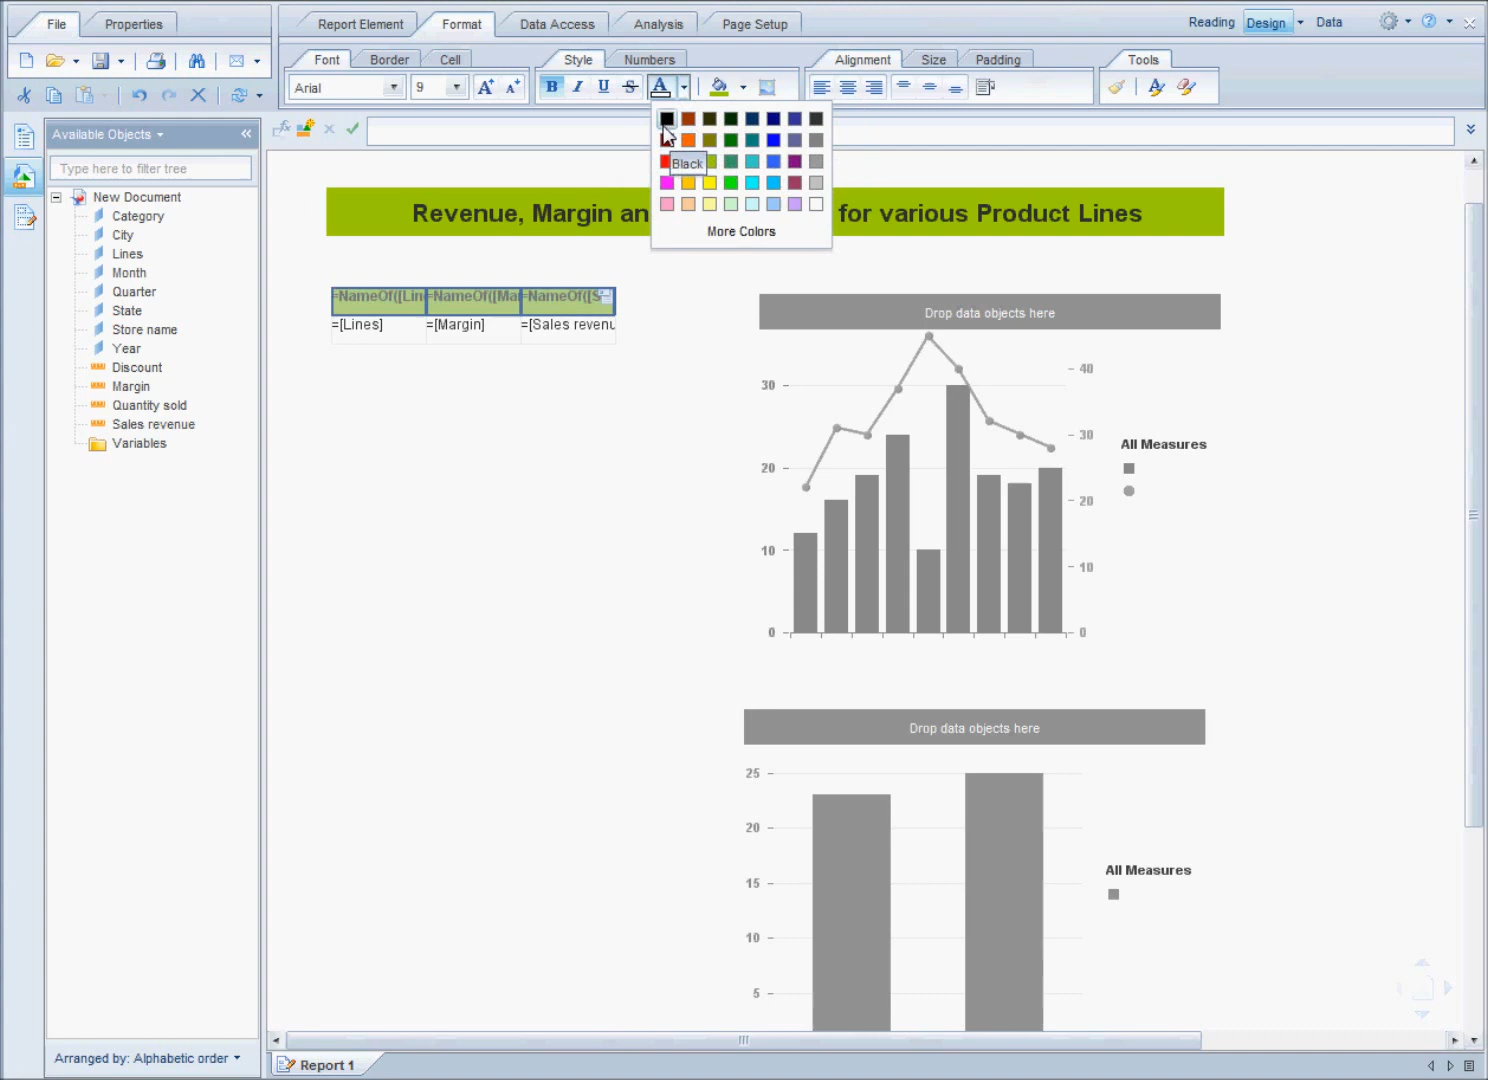 File
Properties
Report Element
Format
Data Access
Analysis
Page Setup
Reading
Design
Data
Font
Border
Cell
Style
Numbers
Alignment
Size
Padding
Tools
Arial
9
B I U S A
Available Objects
Type here to filter tree
New Document
Category
City
Lines
Month
Quarter
State
Store name
Year
Discount
Margin
Quantity sold
Sales revenue
Variables
Arranged by: Alphabetic order
Black
More Colors
Revenue, Margin an
for various Product Lines
=NameOf([Lin =NameOf([Mar =NameOf([S
=[Lines] =[Margin] =[Sales revenu
Drop data objects here
30
20
10
0
40
30
20
10
0
All Measures
Drop data objects here
25
20
15
10
5
All Measures
Report 1